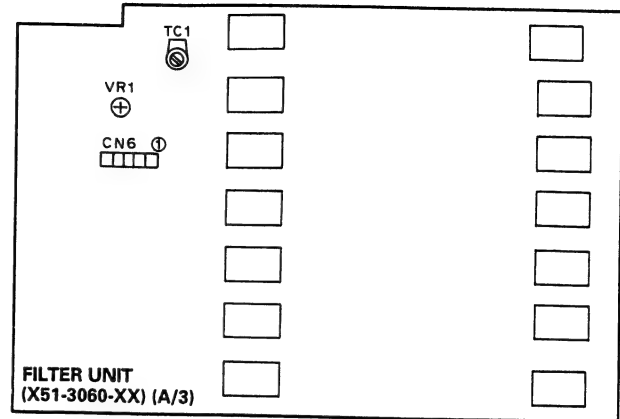 TC1
VR1
CN6 ①
FILTER UNIT
(X51-3060-XX) (A/3)